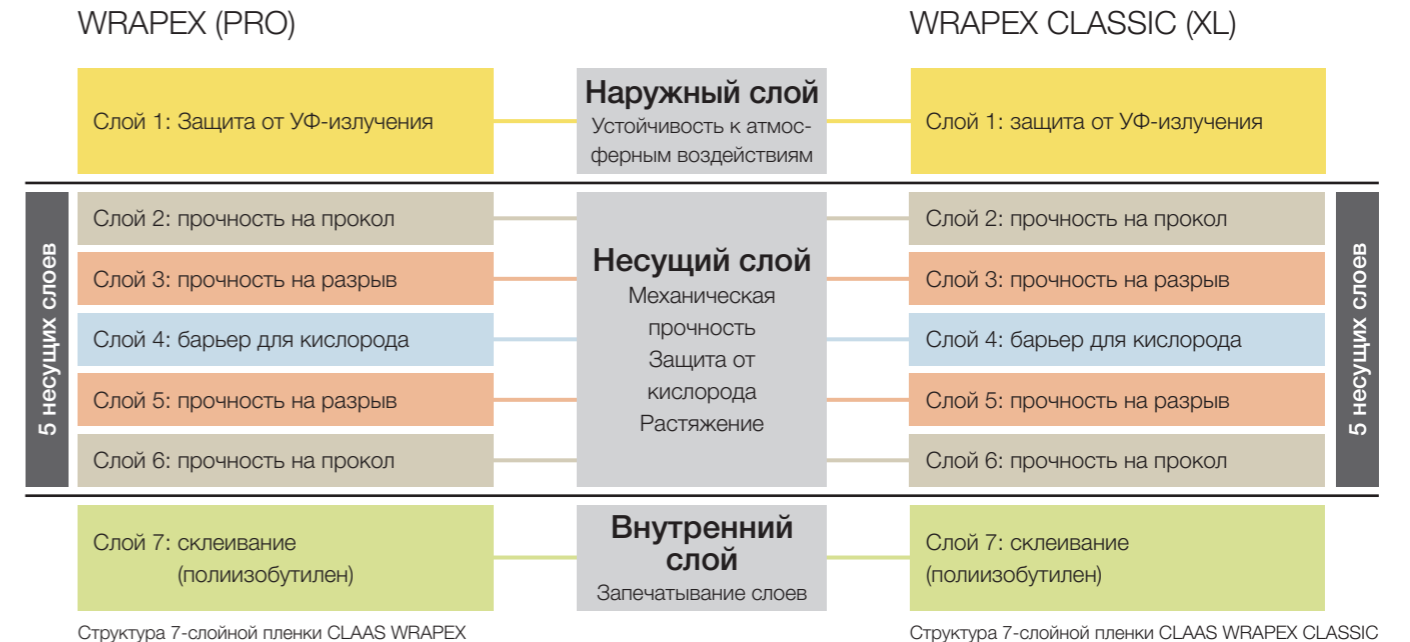 WRAPEX (PRO)
WRAPEX CLASSIC (XL)
Слой 1: Защита от УФ-излучения
Наружный слой
Устойчивость к атмос-
ферным воздействиям
Слой 1: защита от УФ-излучения
5 несущих слоев
Слой 2: прочность на прокол
Слой 3: прочность на разрыв
Слой 4: барьер для кислорода
Слой 5: прочность на разрыв
Слой 6: прочность на прокол
Несущий слой
Механическая
прочность
Защита от
кислорода
Растяжение
Слой 2: прочность на прокол
Слой 3: прочность на разрыв
Слой 4: барьер для кислорода
Слой 5: прочность на разрыв
Слой 6: прочность на прокол
5 несущих слоев
Слой 7: склеивание
(полиизобутилен)
Внутренний
слой
Запечатывание слоев
Слой 7: склеивание
(полиизобутилен)
Структура 7-слойной пленки CLAAS WRAPEX
Структура 7-слойной пленки CLAAS WRAPEX CLASSIC